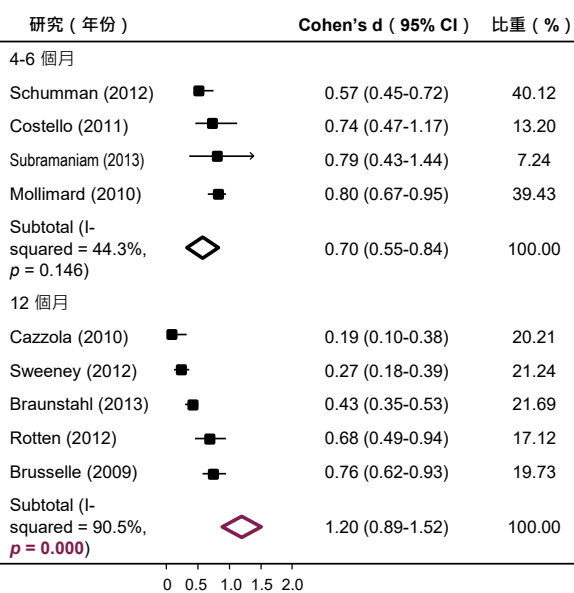 研究（年份） Cohen's d（95% CI） 比重（%）
4-6 個月
Schumman (2012) 0.57 (0.45-0.72) 40.12
Costello (2011) 0.74 (0.47-1.17) 13.20
Subramaniam (2013) 0.79 (0.43-1.44) 7.24
Mollimard (2010) 0.80 (0.67-0.95) 39.43
Subtotal (I-
squared = 44.3%, 0.70 (0.55-0.84) 100.00
p = 0.146)
12 個月
Cazzola (2010) 0.19 (0.10-0.38) 20.21
Sweeney (2012) 0.27 (0.18-0.39) 21.24
Braunstahl (2013) 0.43 (0.35-0.53) 21.69
Rotten (2012) 0.68 (0.49-0.94) 17.12
Brusselle (2009) 0.76 (0.62-0.93) 19.73
Subtotal (I-
squared = 90.5%, 1.20 (0.89-1.52) 100.00
p = 0.000)
0 0.5 1.0 1.5 2.0